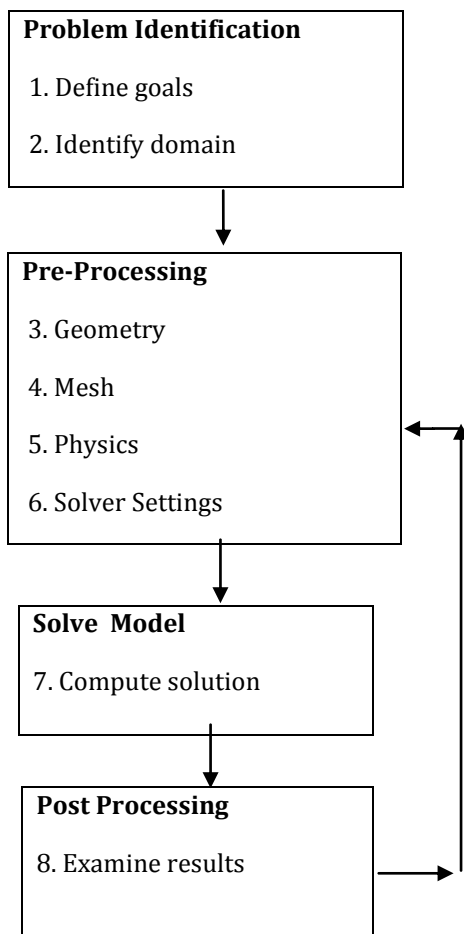 Problem Identification
1. Define goals
2. Identify domain
Pre-Processing
3. Geometry
4. Mesh
5. Physics
6. Solver Settings
Solve Model
7. Compute solution
Post Processing
8. Examine results